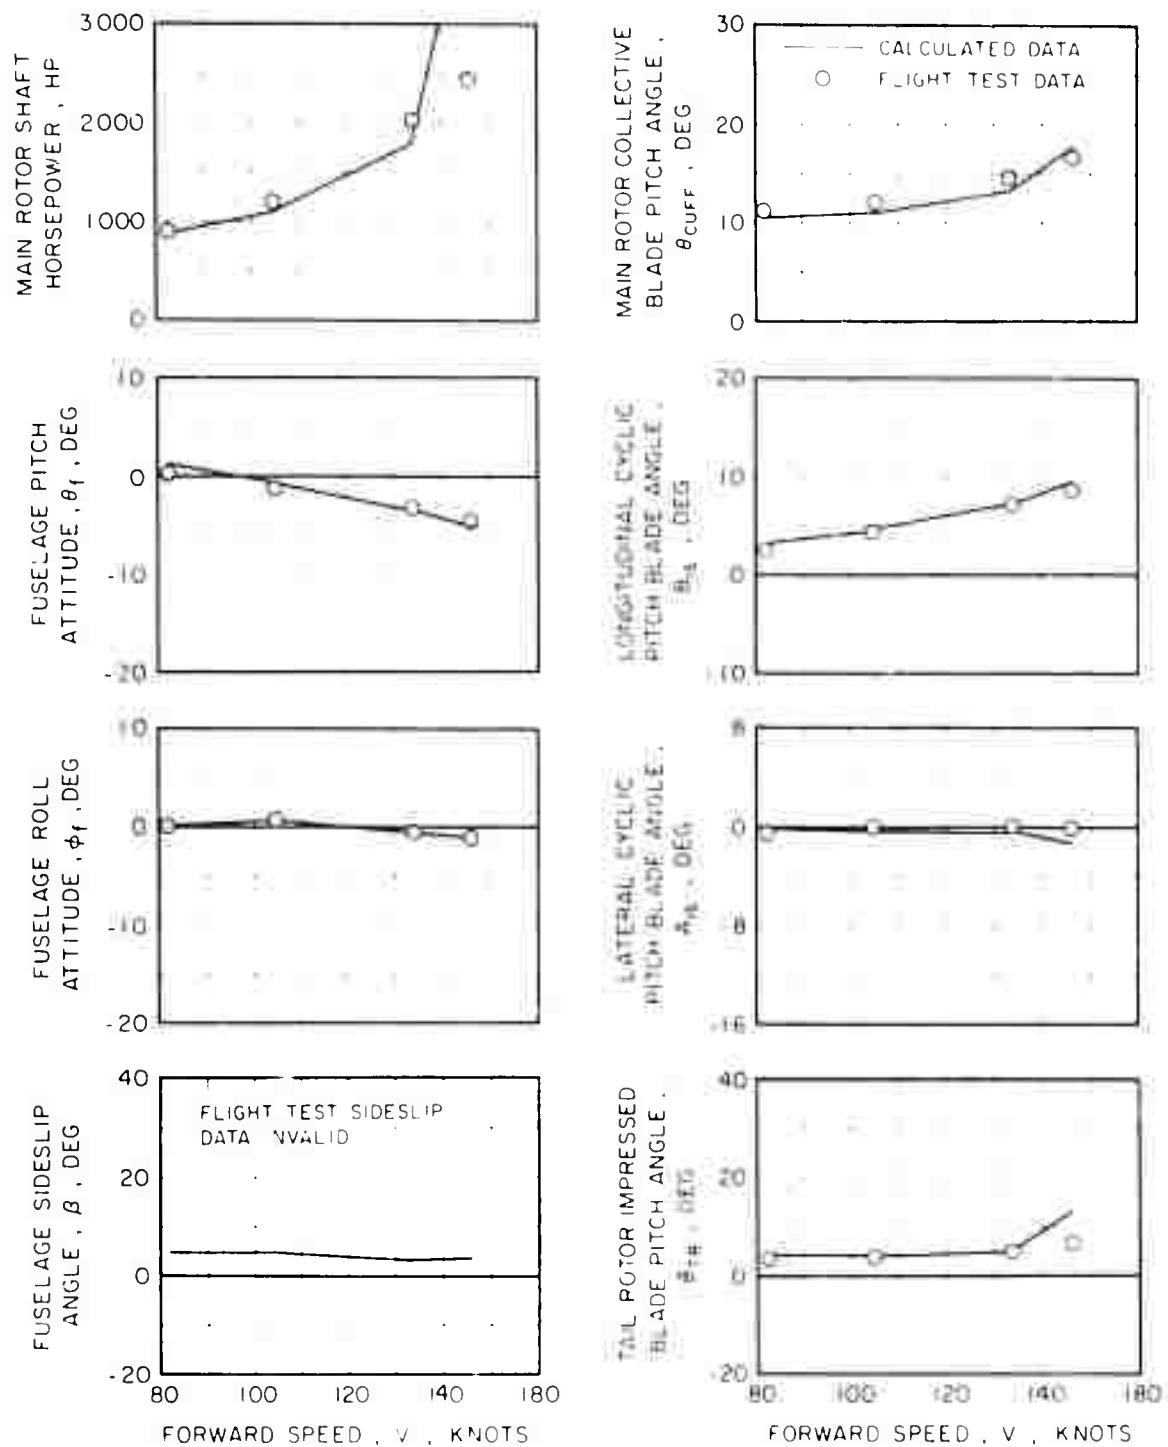 MAIN ROTOR SHAFT
HORSEPOWER , HP
3000
2000
1000
0
MAIN ROTOR COLLECTIVE
BLADE PITCH ANGLE ,
θCUFF , DEG
30
20
10
0
CALCULATED DATA
FLIGHT TEST DATA
FUSELAGE PITCH
ATTITUDE , θf , DEG
10
0
-10
-20
LONGITUDINAL CYCLIC
PITCH BLADE ANGLE ,
, DEG
20
10
0
-10
FUSELAGE ROLL
ATTITUDE , ϕf , DEG
10
0
-10
-20
LATERAL CYCLIC
PITCH BLADE ANGLE ,
, DEG
8
0
-8
-16
FUSELAGE SIDESLIP
ANGLE , β , DEG
40
20
0
-20
FLIGHT TEST SIDESLIP
DATA NVALID
80 100 120 140 180
FORWARD SPEED , V , KNOTS
TAIL ROTOR IMPRESSED
BLADE PITCH ANGLE ,
, DEG
40
20
0
-20
80 100 120 140 180
FORWARD SPEED , V , KNOTS